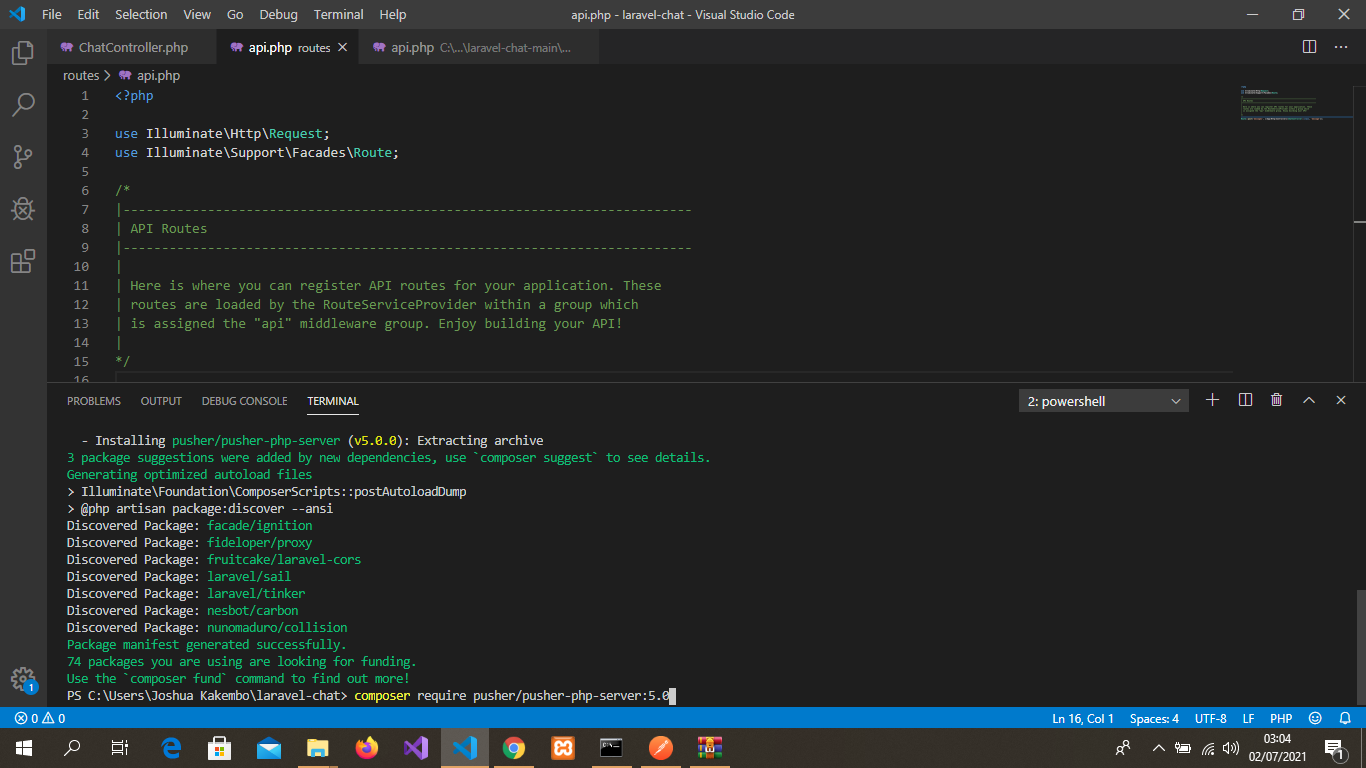 File Edit Selection View Go Debug Terminal Help api.php - laravel-chat - Visual Studio Code
ChatController.php api.php routes api.php C:\...\laravel-chat-main\...
routes > api.php
1 <?php
2
3 use Illuminate\Http\Request;
4 use Illuminate\Support\Facades\Route;
5
6 /*
7 |--------------------------------------------------------------------------
8 | API Routes
9 |--------------------------------------------------------------------------
10 |
11 | Here is where you can register API routes for your application. These
12 | routes are loaded by the RouteServiceProvider within a group which
13 | is assigned the "api" middleware group. Enjoy building your API!
14 |
15 */
16
PROBLEMS OUTPUT DEBUG CONSOLE TERMINAL 2: powershell
- Installing pusher/pusher-php-server (v5.0.0): Extracting archive
3 package suggestions were added by new dependencies, use `composer suggest` to see details.
Generating optimized autoload files
> Illuminate\Foundation\ComposerScripts::postAutoloadDump
> @php artisan package:discover --ansi
Discovered Package: facade/ignition
Discovered Package: fideloper/proxy
Discovered Package: fruitcake/laravel-cors
Discovered Package: laravel/sail
Discovered Package: laravel/tinker
Discovered Package: nesbot/carbon
Discovered Package: nunomaduro/collision
Package manifest generated successfully.
74 packages you are using are looking for funding.
Use the `composer fund` command to find out more!
PS C:\Users\Joshua Kakembo\laravel-chat> composer require pusher/pusher-php-server:5.0
1
0 0 Ln 16, Col 1 Spaces: 4 UTF-8 LF PHP
03:04
02/07/2021
1